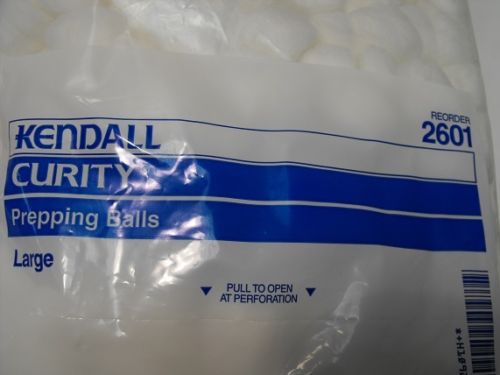 REORDER
2601
KENDALL
CURITY
Prepping Balls
Large
PULL TO OPEN
AT PERFORATION